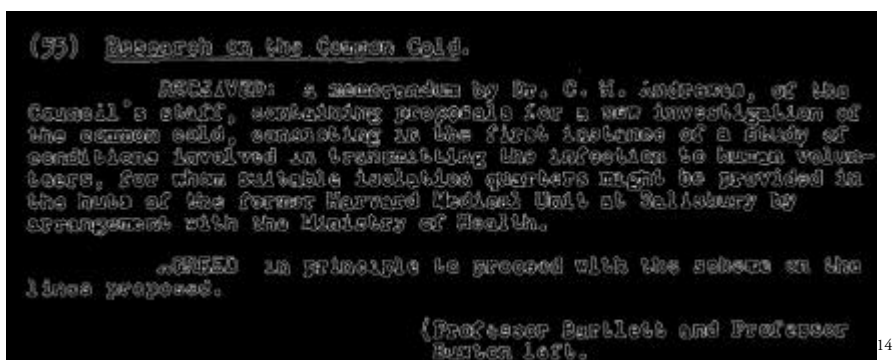 (55) Research on the Common Cold.
RECEIVED: a memorandum by Dr. C. H. Andrewes, of the
Council's staff, containing proposals for a new investigation of
the common cold, consisting in the first instance of a study of
conditions involved in transmitting the infection to human volun-
teers, for whom suitable isolation quarters might be provided in
the huts of the former Harvard Medical Unit at Salisbury by
arrangement with the Ministry of Health.
AGREED in principle to proceed with the scheme on the
lines proposed.
(Professor Bartlett and Professor
left.
14